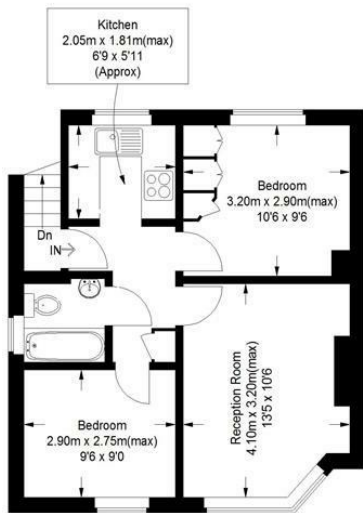 Kitchen
2.05m x 1.81m(max)
6'9 x 5'11
(Approx)
Bedroom
3.20m x 2.90m(max)
10'6 x 9'6
Dn
IN
Reception Room
4.10m x 3.20m(max)
13'5 x 10'6
Bedroom
2.90m x 2.75m(max)
9'6 x 9'0